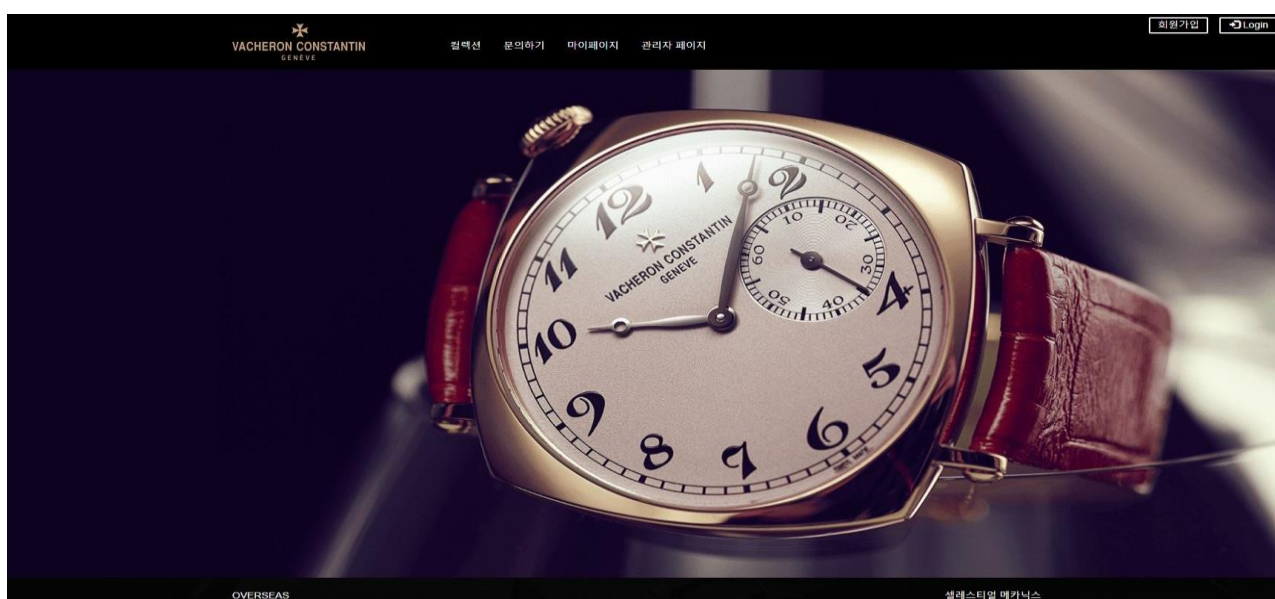 VACHERON CONSTANTIN
GENÈVE
컬렉션 문의하기 마이페이지 관리자 페이지
회원가입 Login
12 1 2
11
10
9
8 7 6
5
4
VACHERON CONSTANTIN
GENEVE
10 20 30 40 50 60
SWISS MADE
OVERSEAS 셀레스티얼 메카닉스